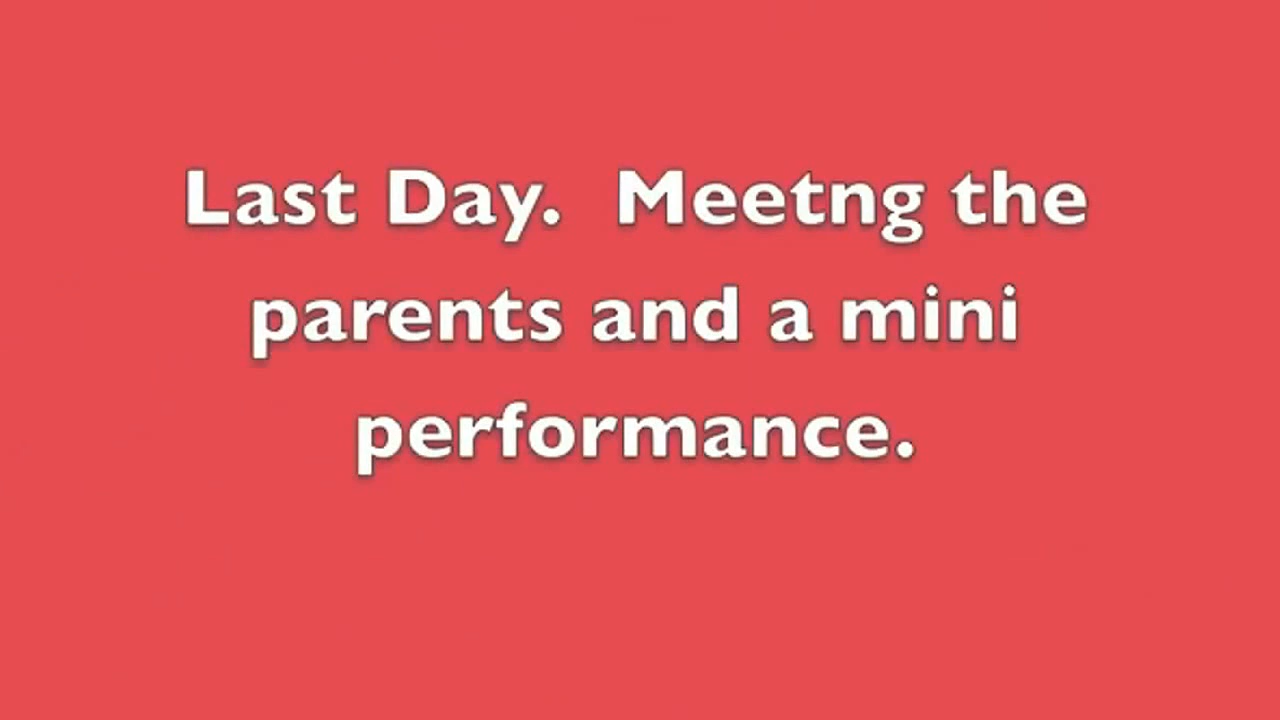 Last Day.  Meetng the
parents and a mini
performance.